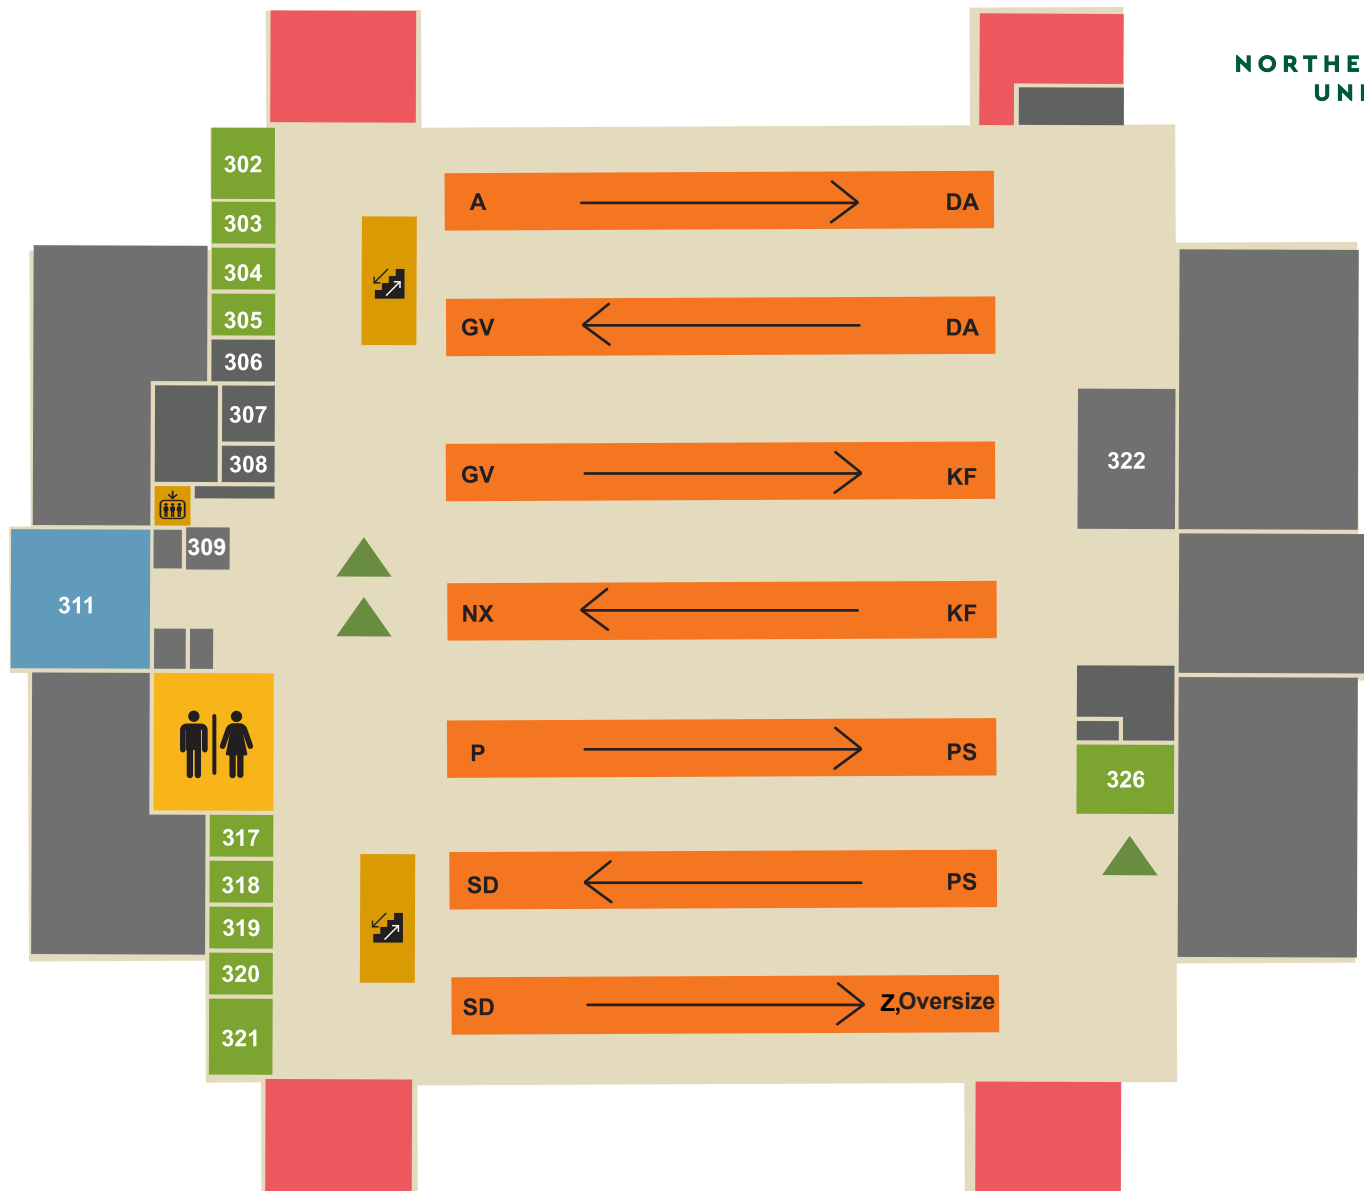 NORTHE
UNI
302
303
304
305
306
307
308
309
311
317
318
319
320
321
322
326
A DA
GV DA
GV KF
NX KF
P PS
SD PS
SD Z,Oversize